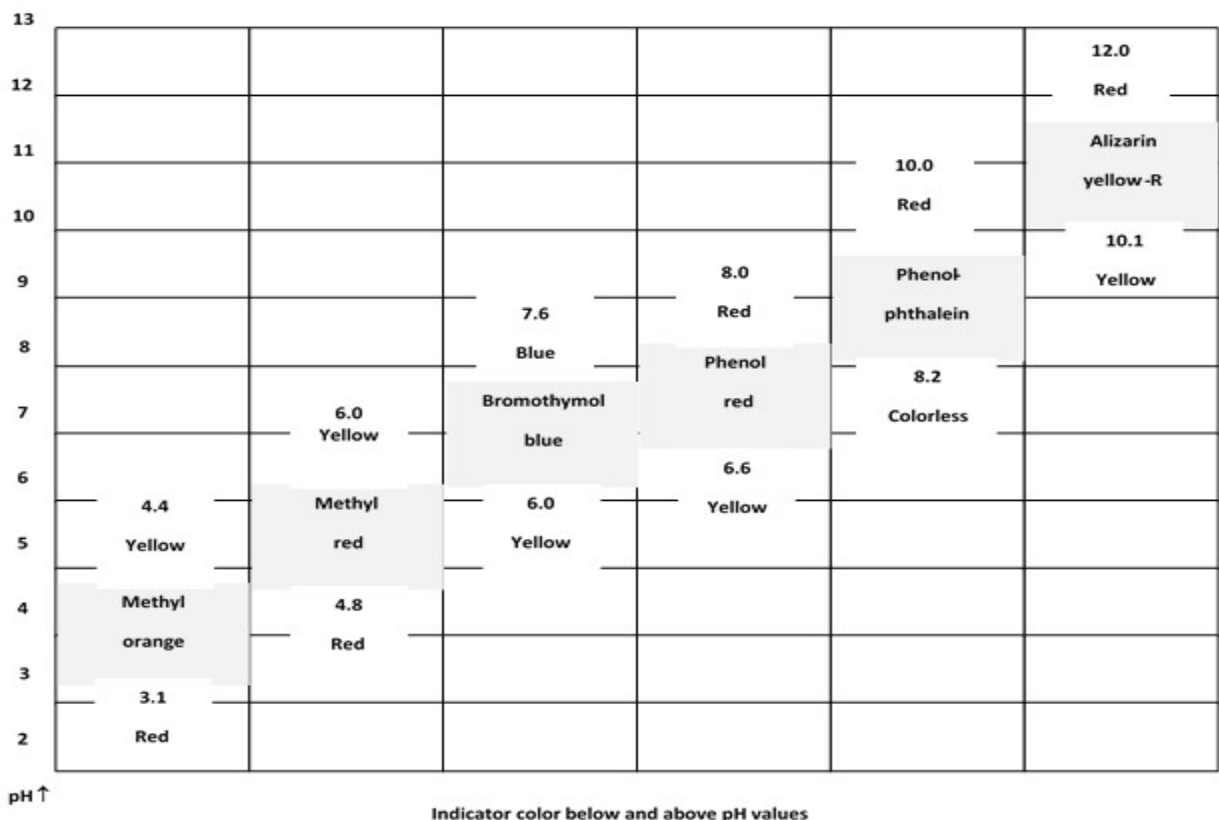 13
12.0
12
Red
11
Alizarin
10.0
yellow-R
Red
10
10.1
9
8.0
Phenol-
Yellow
7.6
Red
phthalein
8
Blue
Phenol
8.2
7
6.0
Bromothymol
red
Colorless
Yellow
blue
6
6.6
4.4
Methyl
6.0
Yellow
5
Yellow
red
Yellow
4
Methyl
4.8
orange
Red
3
3.1
2
Red
pH ↑
Indicator color below and above pH values